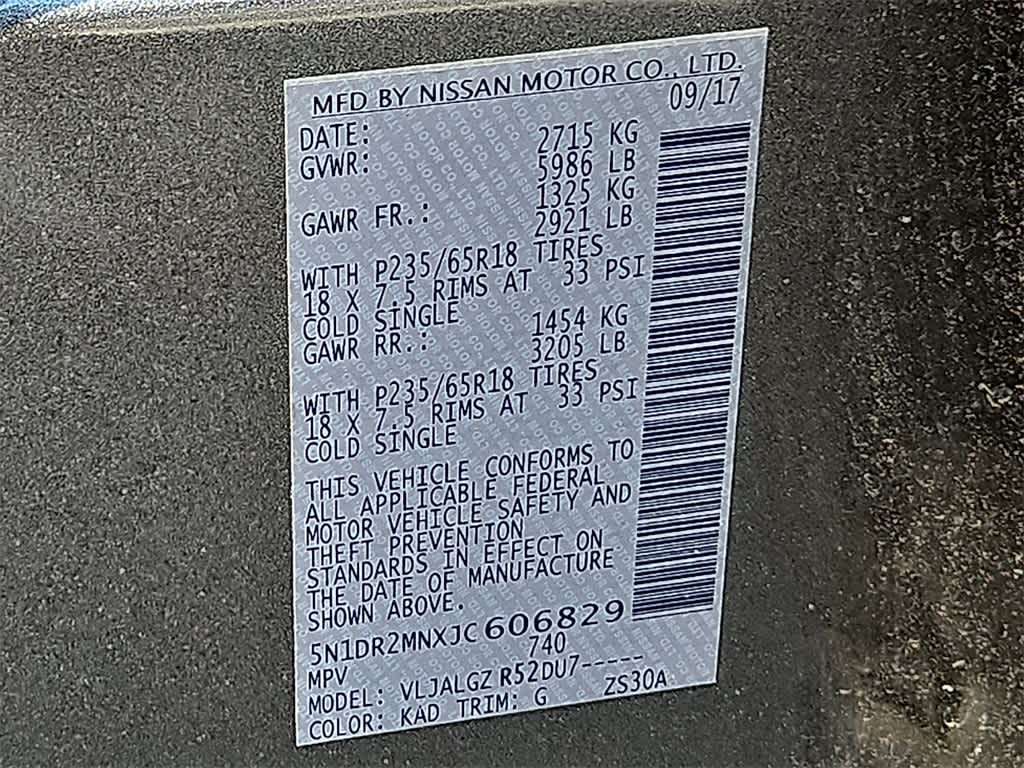 MFD BY NISSAN MOTOR CO., LTD.
DATE: 09/17
GVWR: 2715 KG
5986 LB
GAWR FR.: 1325 KG
2921 LB
WITH P235/65R18 TIRES
18 X 7.5 RIMS AT 33 PSI
COLD SINGLE
GAWR RR.: 1454 KG
3205 LB
WITH P235/65R18 TIRES
18 X 7.5 RIMS AT 33 PSI
COLD SINGLE
THIS VEHICLE CONFORMS TO
ALL APPLICABLE FEDERAL
MOTOR VEHICLE SAFETY AND
THEFT PREVENTION
STANDARDS IN EFFECT ON
THE DATE OF MANUFACTURE
SHOWN ABOVE.
5N1DR2MNXJC606829
MPV 740
MODEL: VLJALGZ R52DU7-----
COLOR: KAD TRIM: G ZS30A